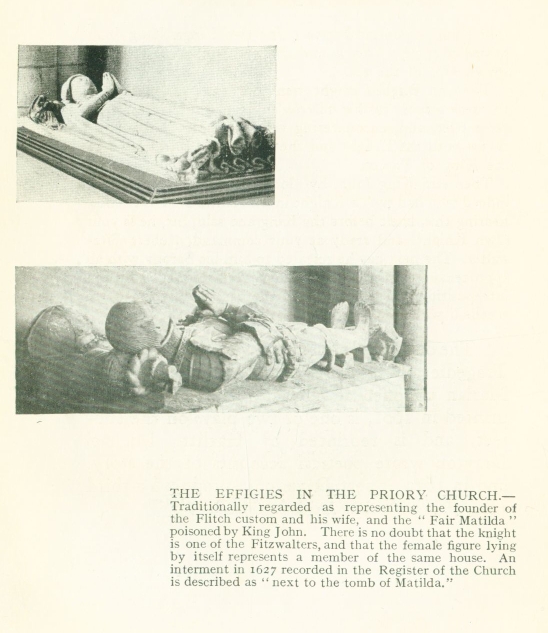 THE EFFIGIES IN THE PRIORY CHURCH.—
Traditionally regarded as representing the founder of
the Flitch custom and his wife, and the “ Fair Matilda ”
poisoned by King John. There is no doubt that the knight
is one of the Fitzwalters, and that the female figure lying
by itself represents a member of the same house. An
interment in 1627 recorded in the Register of the Church
is described as “ next to the tomb of Matilda.”